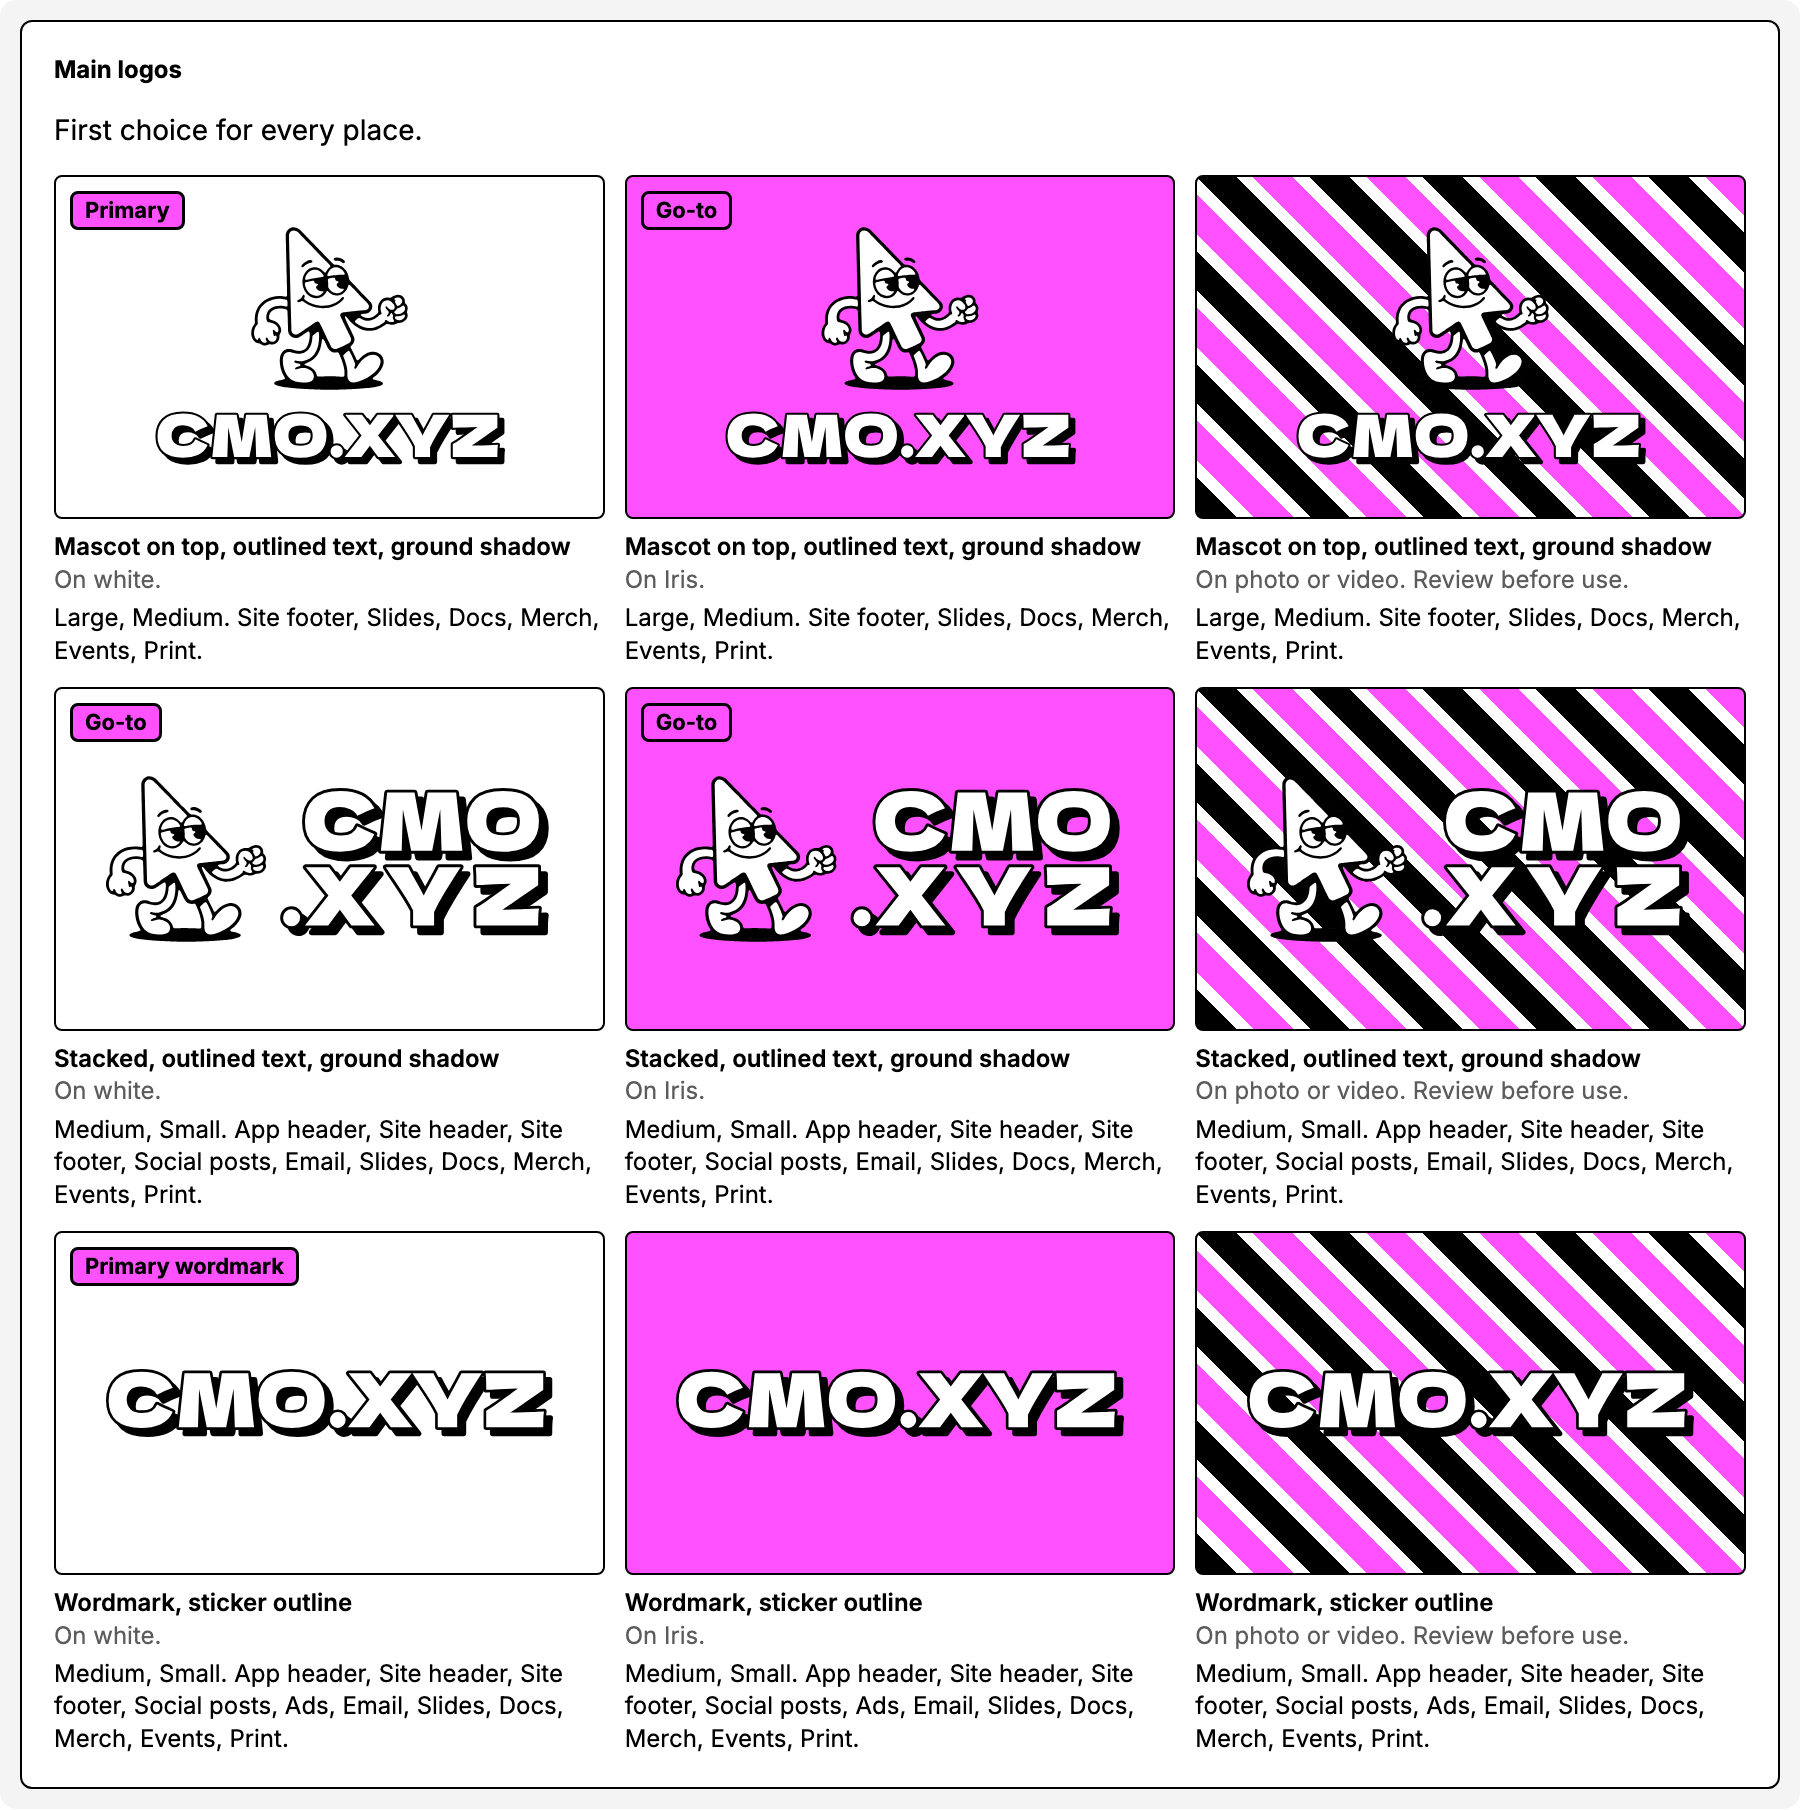 Main logos
First choice for every place.
Primary
CMO.XYZ
Go-to
CMO.XYZ
CMO.XYZ
Mascot on top, outlined text, ground shadow
On white.
Large, Medium. Site footer, Slides, Docs, Merch,
Events, Print.
Mascot on top, outlined text, ground shadow
On Iris.
Large, Medium. Site footer, Slides, Docs, Merch,
Events, Print.
Mascot on top, outlined text, ground shadow
On photo or video. Review before use.
Large, Medium. Site footer, Slides, Docs, Merch,
Events, Print.
Go-to
CMO
.XYZ
Go-to
CMO
.XYZ
CMO
.XYZ
Stacked, outlined text, ground shadow
On white.
Medium, Small. App header, Site header, Site
footer, Social posts, Email, Slides, Docs, Merch,
Events, Print.
Stacked, outlined text, ground shadow
On Iris.
Medium, Small. App header, Site header, Site
footer, Social posts, Email, Slides, Docs, Merch,
Events, Print.
Stacked, outlined text, ground shadow
On photo or video. Review before use.
Medium, Small. App header, Site header, Site
footer, Social posts, Email, Slides, Docs, Merch,
Events, Print.
Primary wordmark
CMO.XYZ
CMO.XYZ
CMO.XYZ
Wordmark, sticker outline
On white.
Medium, Small. App header, Site header, Site
footer, Social posts, Ads, Email, Slides, Docs,
Merch, Events, Print.
Wordmark, sticker outline
On Iris.
Medium, Small. App header, Site header, Site
footer, Social posts, Ads, Email, Slides, Docs,
Merch, Events, Print.
Wordmark, sticker outline
On photo or video. Review before use.
Medium, Small. App header, Site header, Site
footer, Social posts, Ads, Email, Slides, Docs,
Merch, Events, Print.